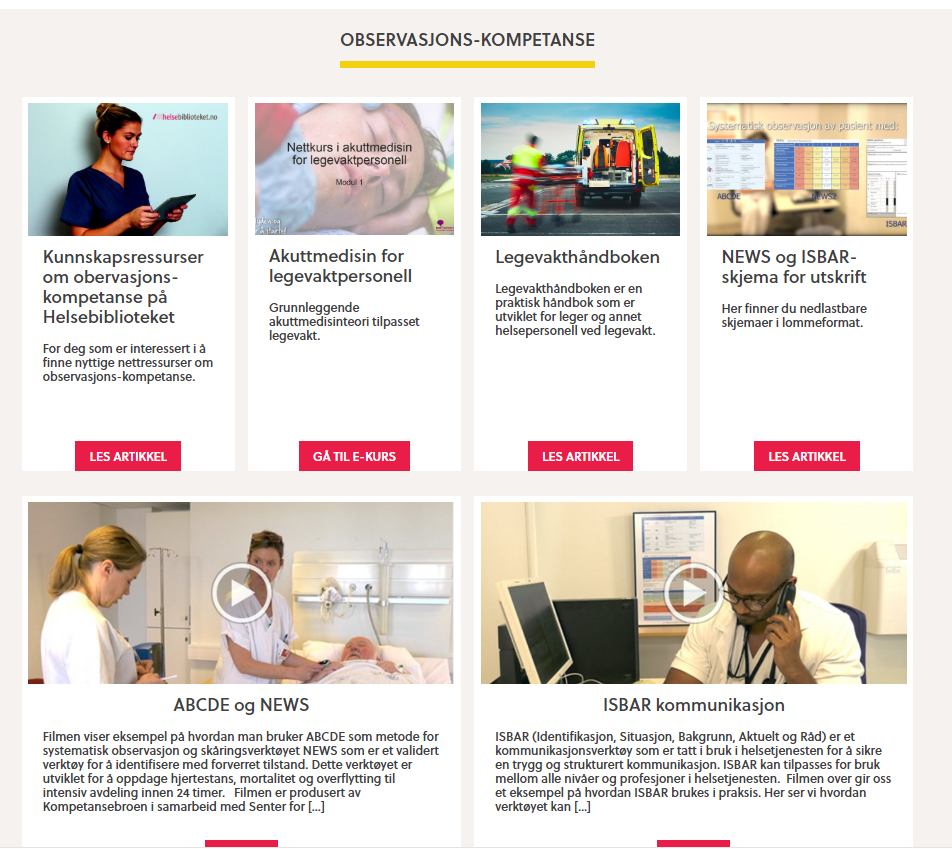 OBSERVASJONS-KOMPETANSE
helsebiblioteket.no
Kunnskapsressurser
om obervasjons-
kompetanse på
Helsebiblioteket
For deg som er interessert i å
finne nyttige nettressurser om
observasjons-kompetanse.
LES ARTIKKEL
Nettkurs i akuttmedisin
for legevaktpersonell
Modul 1
Akuttmedisin for
legevaktpersonell
Grunnleggende
akuttmedisinteori tilpasset
legevakt.
GÅ TIL E-KURS
Legevakthåndboken
Legevakthåndboken er en
praktisk håndbok som er
utviklet for leger og annet
helsepersonell ved legevakt.
LES ARTIKKEL
Systematisk observasjon av pasient med:
ABCDE
NEWS2
ISBAR
NEWS og ISBAR-
skjema for utskrift
Her finner du nedlastbare
skjemaer i lommeformat.
LES ARTIKKEL
ABCDE og NEWS
Filmen viser eksempel på hvordan man bruker ABCDE som metode for
systematisk observasjon og skåringsverktøyet NEWS som er et validert
verktøy for å identifisere med forverret tilstand. Dette verktøyet er
utviklet for å oppdage hjertestans, mortalitet og overflytting til
intensiv avdeling innen 24 timer. Filmen er produsert av
Kompetansebroen i samarbeid med Senter for [...]
ISBAR kommunikasjon
ISBAR (Identifikasjon, Situasjon, Bakgrunn, Aktuelt og Råd) er et
kommunikasjonsverktøy som er tatt i bruk i helsetjenesten for å sikre
en trygg og strukturert kommunikasjon. ISBAR kan tilpasses for bruk
mellom alle nivåer og profesjoner i helsetjenesten. Filmen over gir oss
et eksempel på hvordan ISBAR brukes i praksis. Her ser vi hvordan
verktøyet kan [...]